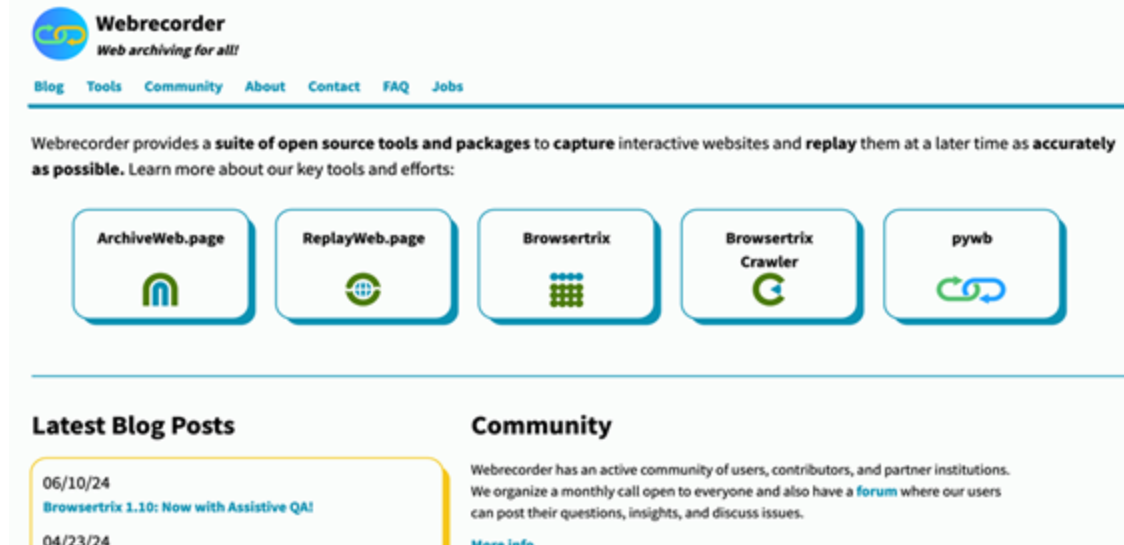 Webrecorder
Web archiving for all!
Blog Tools Community About Contact FAQ Jobs
Webrecorder provides a suite of open source tools and packages to capture interactive websites and replay them at a later time as accurately
as possible. Learn more about our key tools and efforts:
ArchiveWeb.page
ReplayWeb.page
Browsertrix
Browsertrix
Crawler
pywb
Latest Blog Posts
06/10/24
Browsertrix 1.10: Now with Assistive QA!
04/23/24
Community
Webrecorder has an active community of users, contributors, and partner institutions.
We organize a monthly call open to everyone and also have a forum where our users
can post their questions, insights, and discuss issues.
More info